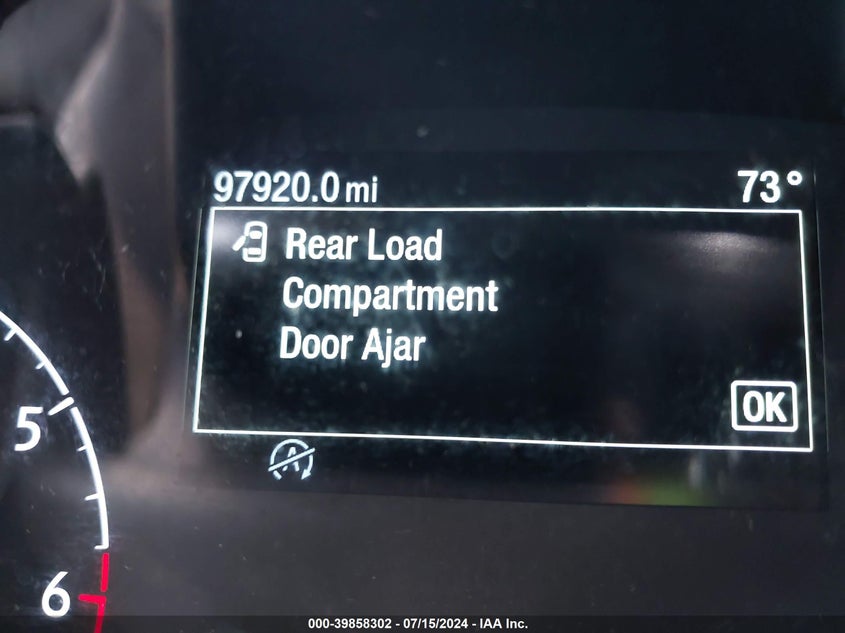 97920.0 mi 73°
Rear Load
Compartment
Door Ajar
OK
A
5
6
000-39858302 - 07/15/2024 - IAA Inc.